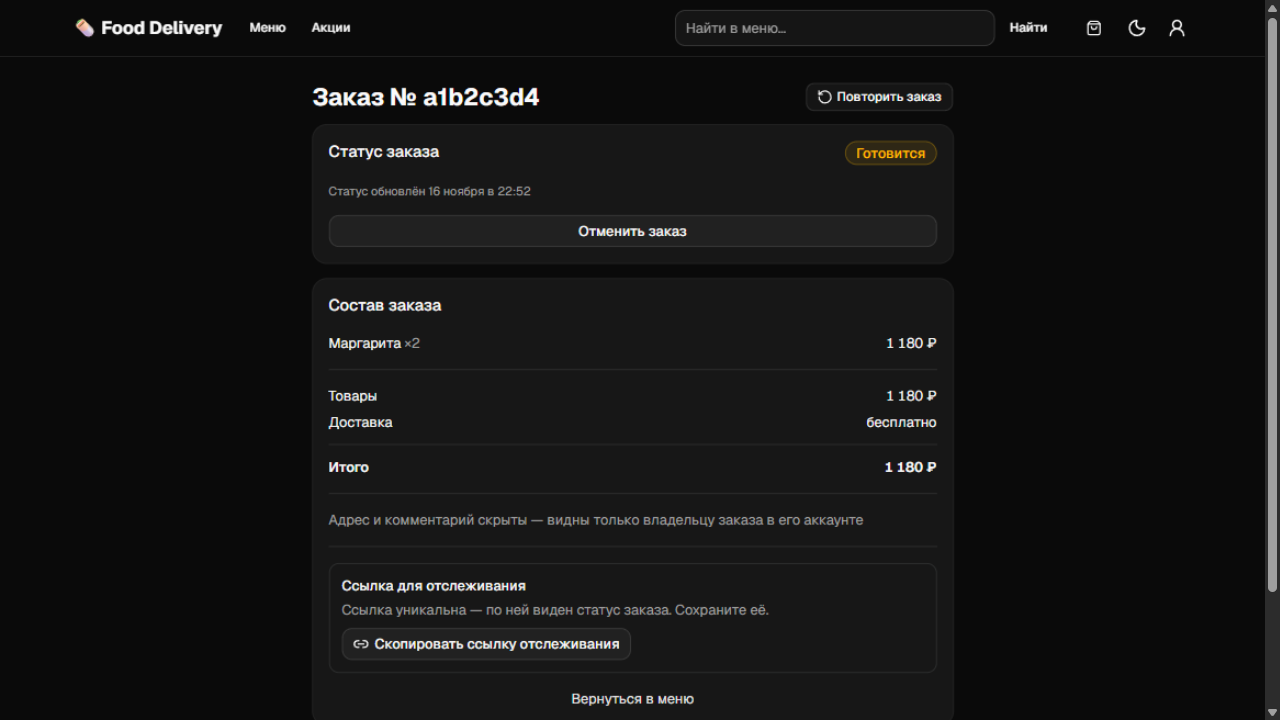 Food Delivery Меню Акции Найти в меню... Найти
Заказ № a1b2c3d4 Повторить заказ
Статус заказа Готовится
Статус обновлён 16 ноября в 22:52
Отменить заказ
Состав заказа
Маргарита ×2 1 180 ₽
Товары 1 180 ₽
Доставка бесплатно
Итого 1 180 ₽
Адрес и комментарий скрыты — видны только владельцу заказа в его аккаунте
Ссылка для отслеживания
Ссылка уникальна — по ней виден статус заказа. Сохраните её.
Скопировать ссылку отслеживания
Вернуться в меню